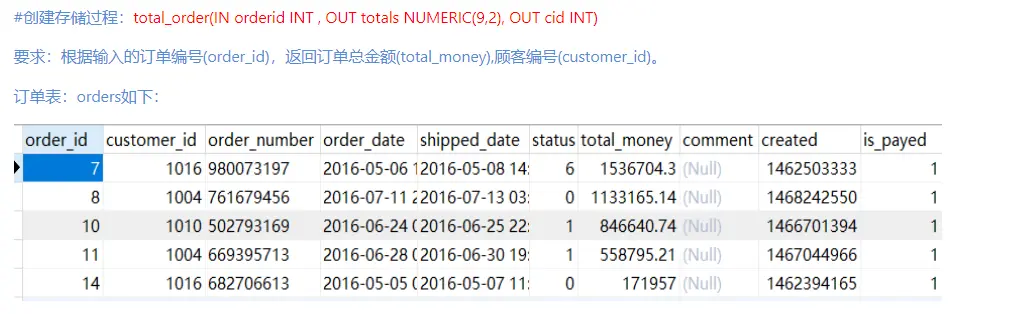 #创建存储过程：total_order(IN orderid INT , OUT totals NUMERIC(9,2), OUT cid INT)
要求：根据输入的订单编号(order_id)，返回订单总金额(total_money),顾客编号(customer_id)。
订单表：orders如下：
order_id customer_id order_number order_date shipped_date status total_money comment created is_payed
7 1016 980073197 2016-05-06 1 2016-05-08 14: 6 1536704.3 (Null) 1462503333 1
8 1004 761679456 2016-07-11 2 2016-07-13 03: 0 1133165.14 (Null) 1468242550 1
10 1010 502793169 2016-06-24 0 2016-06-25 22: 1 846640.74 (Null) 1466701394 1
11 1004 669395713 2016-06-28 0 2016-06-30 19: 1 558795.21 (Null) 1467044966 1
14 1016 682706613 2016-05-05 0 2016-05-07 11: 0 171957 (Null) 1462394165 1